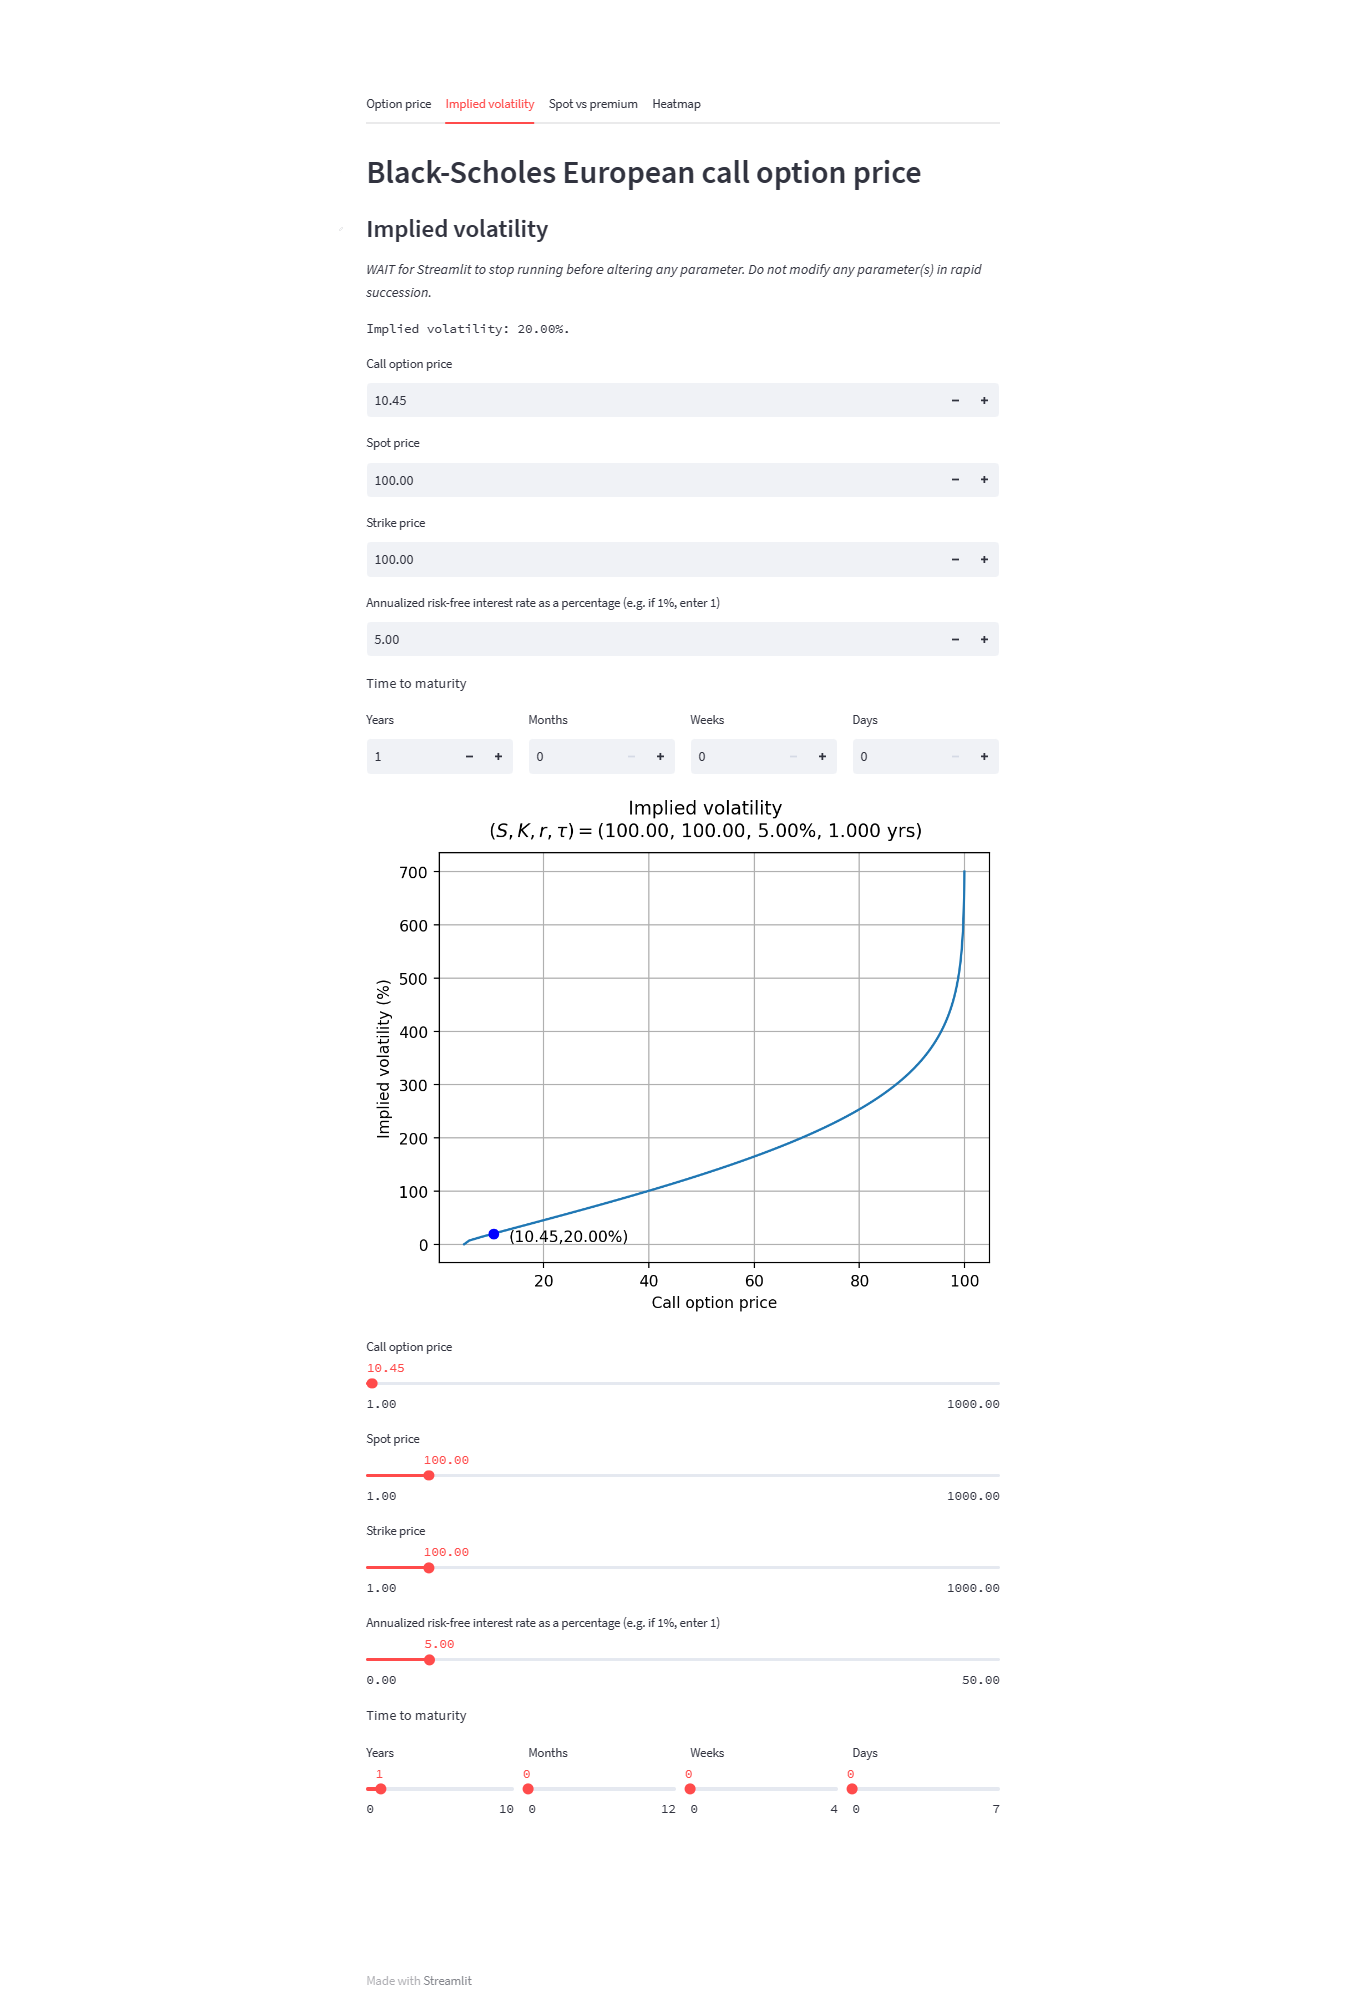 Option price Implied volatility Spot vs premium Heatmap
Black-Scholes European call option price
Implied volatility
WAIT for Streamlit to stop running before altering any parameter. Do not modify any parameter(s) in rapid
succession.
Implied volatility: 20.00%.
Call option price
10.45
Spot price
100.00
Strike price
100.00
Annualized risk-free interest rate as a percentage (e.g. if 1%, enter 1)
5.00
Time to maturity
Years Months Weeks Days
1 0 0 0
Implied volatility
(S, K, r, τ) = (100.00, 100.00, 5.00%, 1.000 yrs)
700
600
500
400
300
200
100
0
Implied volatility (%)
(10.45,20.00%)
20 40 60 80 100
Call option price
Call option price
10.45
1.00 1000.00
Spot price
100.00
1.00 1000.00
Strike price
100.00
1.00 1000.00
Annualized risk-free interest rate as a percentage (e.g. if 1%, enter 1)
5.00
0.00 50.00
Time to maturity
Years Months Weeks Days
1 0 0 0
0 10 0 12 0 4 0 7
Made with Streamlit